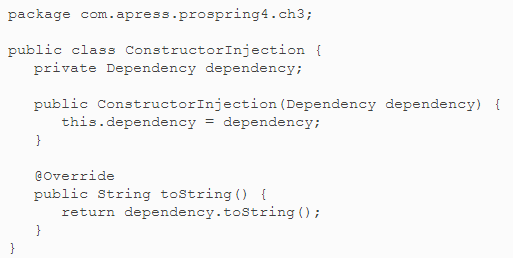 package com.apress.prospring4.ch3;

public class ConstructorInjection {
   private Dependency dependency;

   public ConstructorInjection(Dependency dependency) {
      this.dependency = dependency;
   }

   @Override
   public String toString() {
      return dependency.toString();
   }
}